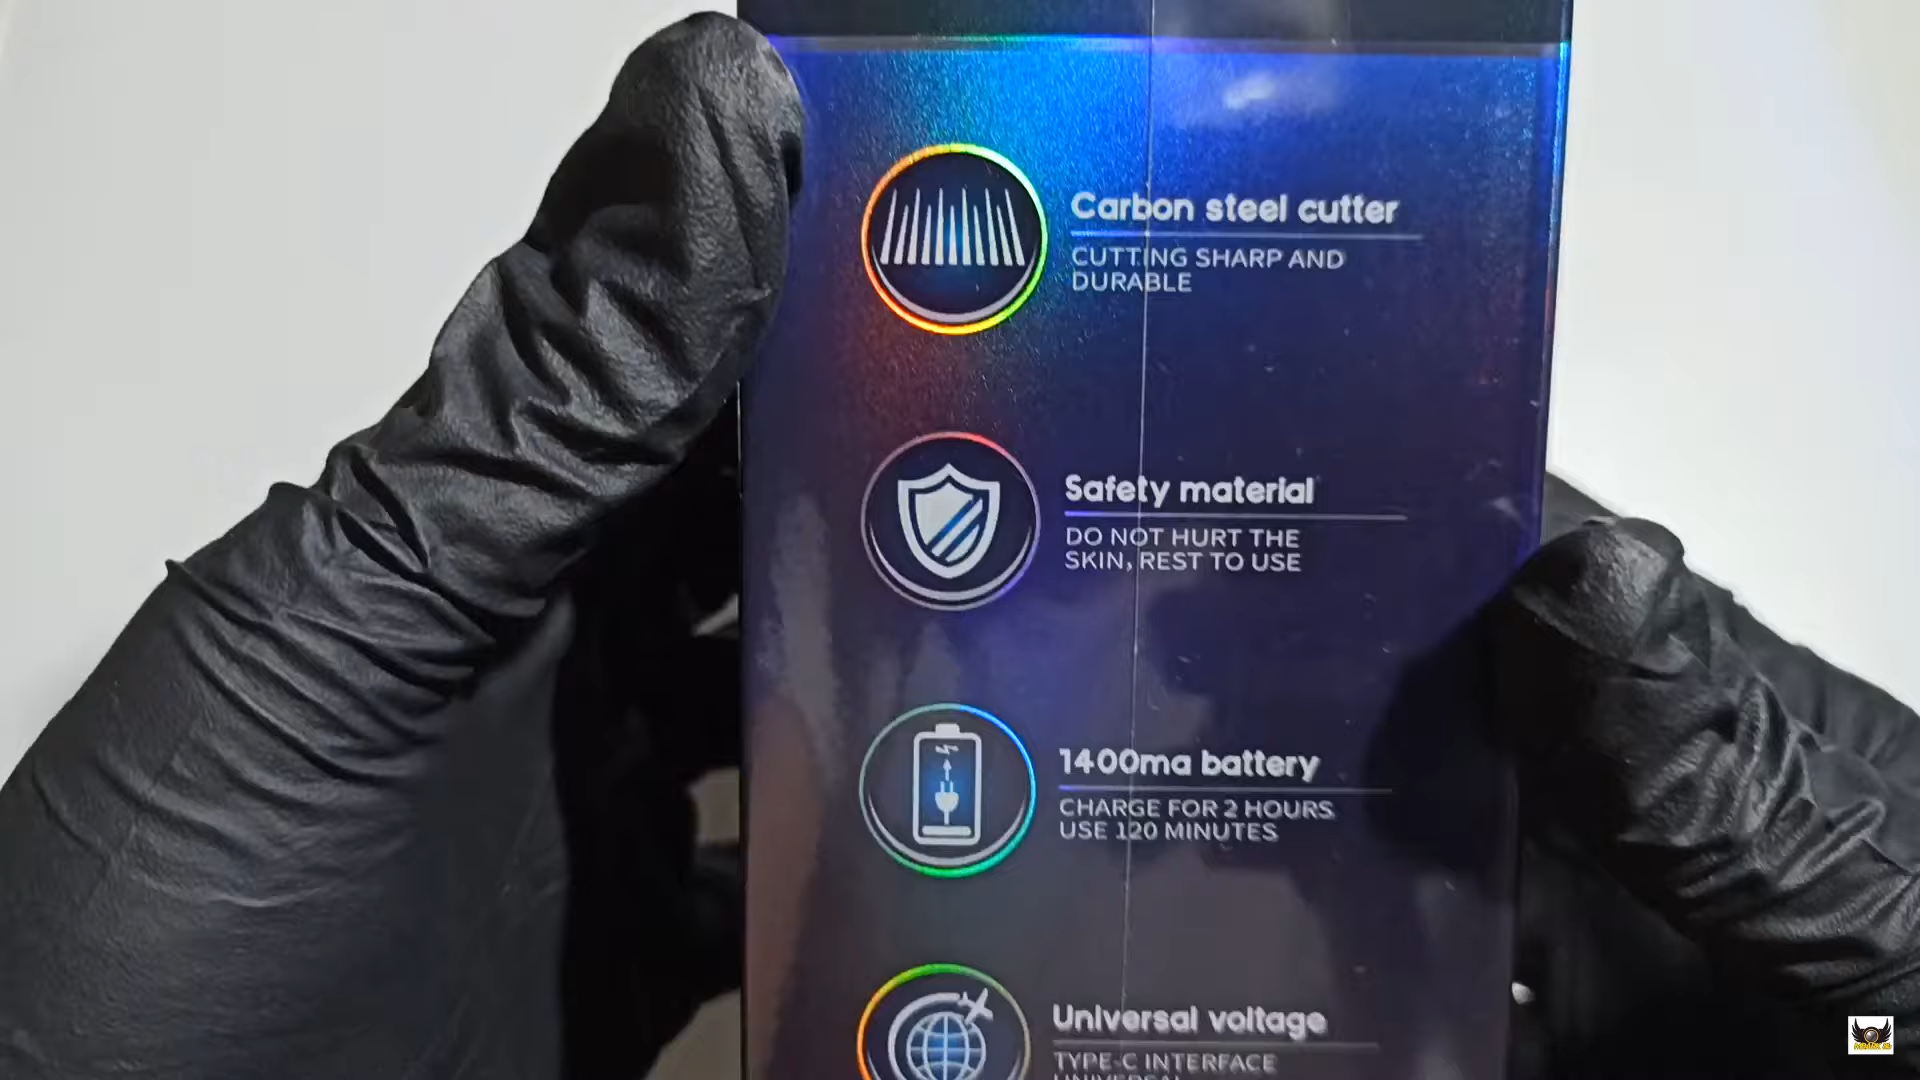 Carbon steel cutter
CUTTING SHARP AND
DURABLE
Safety material
DO NOT HURT THE
SKIN, REST TO USE
1400ma battery
CHARGE FOR 2 HOURS
USE 120 MINUTES
Universal voltage
TYPE-C INTERFACE
UNIVERSAL